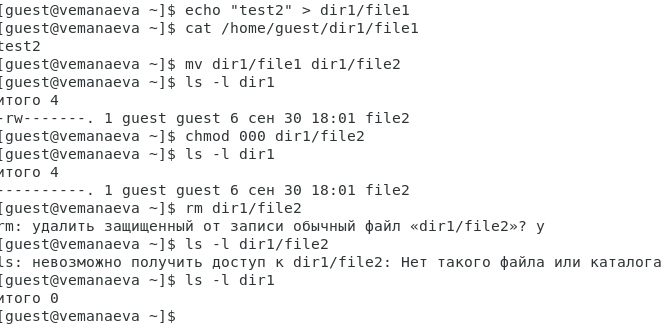 [guest@vemanaeva ~]$ echo "test2" > dir1/file1
[guest@vemanaeva ~]$ cat /home/guest/dir1/file1
test2
[guest@vemanaeva ~]$ mv dir1/file1 dir1/file2
[guest@vemanaeva ~]$ ls -l dir1
итого 4
-rw-------. 1 guest guest 6 сен 30 18:01 file2
[guest@vemanaeva ~]$ chmod 000 dir1/file2
[guest@vemanaeva ~]$ ls -l dir1
итого 4
----------. 1 guest guest 6 сен 30 18:01 file2
[guest@vemanaeva ~]$ rm dir1/file2
rm: удалить защищенный от записи обычный файл «dir1/file2»? y
[guest@vemanaeva ~]$ ls -l dir1/file2
ls: невозможно получить доступ к dir1/file2: Нет такого файла или каталога
[guest@vemanaeva ~]$ ls -l dir1
итого 0
[guest@vemanaeva ~]$